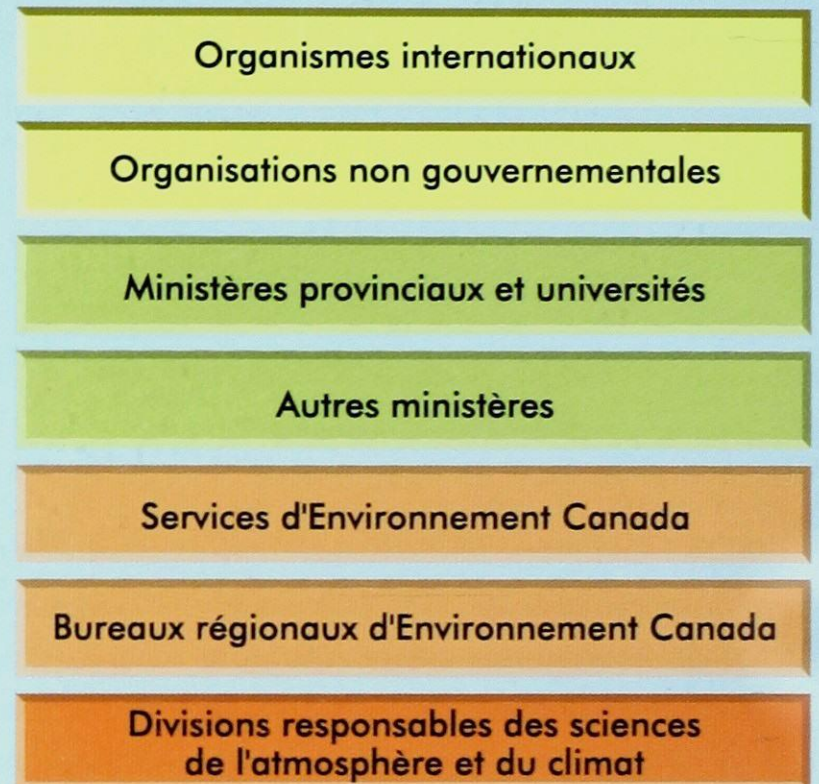 Organismes internationaux
Organisations non gouvernementales
Ministères provinciaux et universités
Autres ministères
Services d'Environnement Canada
Bureaux régionaux d'Environnement Canada
Divisions responsables des sciences
de l'atmosphère et du climat